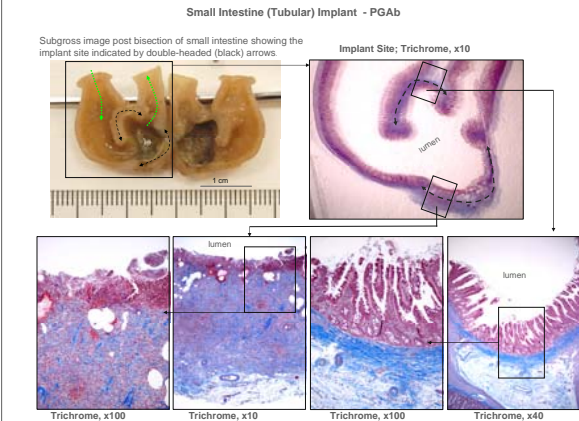 Small Intestine (Tubular) Implant - PGAb
Subgross image post bisection of small intestine showing the
implant site indicated by double-headed (black) arrows.
Implant Site; Trichrome, x10
lumen
1 cm
lumen
lumen
Trichrome, x100
Trichrome, x10
Trichrome, x100
Trichrome, x40